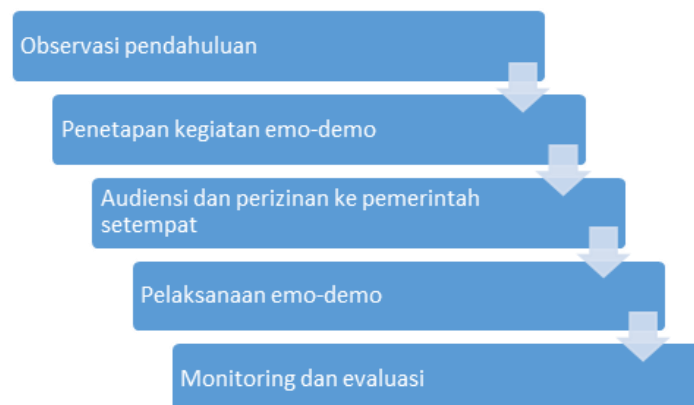 Observasi pendahuluan
Penetapan kegiatan emo-demo
Audiensi dan perizinan ke pemerintah
setempat
Pelaksanaan emo-demo
Monitoring dan evaluasi